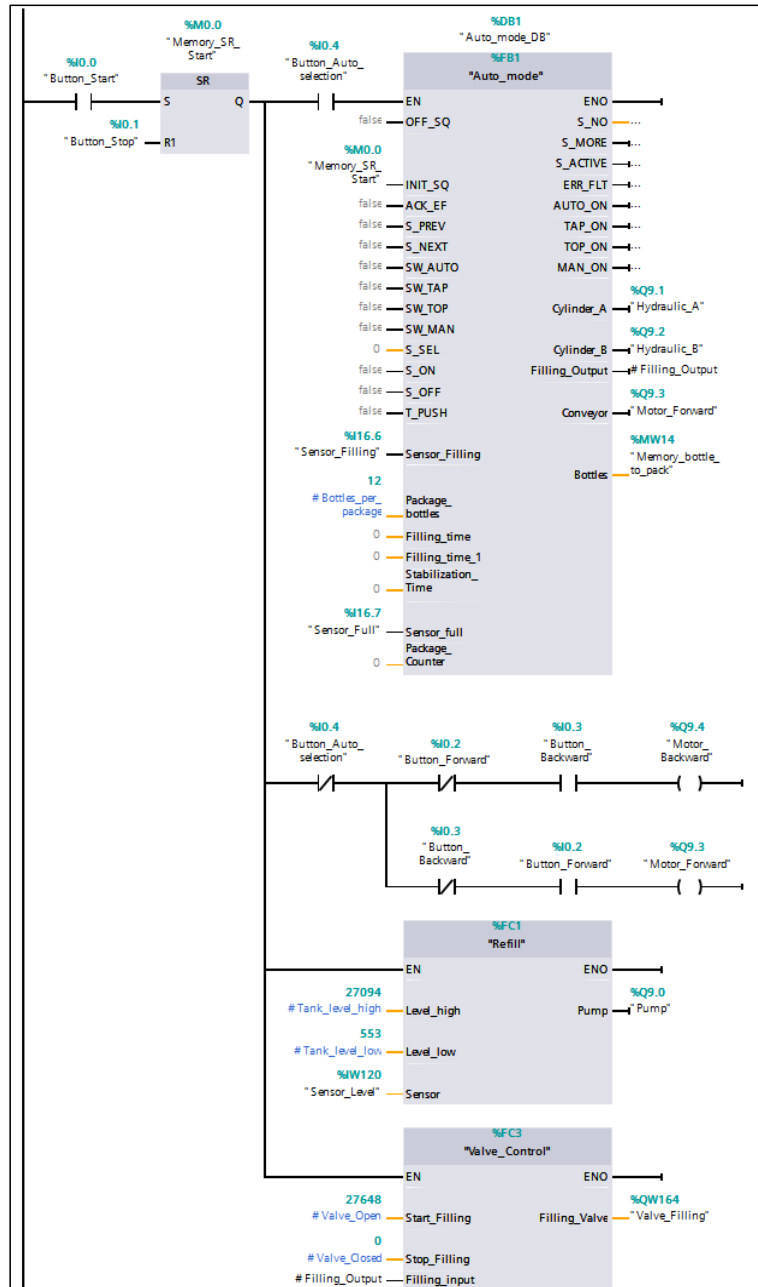 %M0.0
"Memory_SR_
Start"
%I0.0
"Button_Start"
SR
S
Q
%I0.1
"Button_Stop"
R1
%I0.4
"Button_Auto_
selection"
%DB1
"Auto_mode_DB"
%FB1
"Auto_mode"
EN
ENO
false
OFF_SQ
S_NO
...
S_MORE
...
%M0.0
"Memory_SR_
Start"
S_ACTIVE
...
INIT_SQ
ERR_FLT
...
false
ACK_EF
AUTO_ON
...
false
S_PREV
TAP_ON
...
false
S_NEXT
TOP_ON
...
false
SW_AUTO
MAN_ON
...
false
SW_TAP
%Q9.1
false
SW_TOP
Cylinder_A
"Hydraulic_A"
false
SW_MAN
%Q9.2
0
S_SEL
Cylinder_B
"Hydraulic_B"
false
S_ON
Filling_Output
# Filling_Output
false
S_OFF
%Q9.3
false
T_PUSH
Conveyor
"Motor_Forward"
%I16.6
"Sensor_Filling"
Sensor_Filling
%MW14
"Memory_bottle_
to_pack"
Bottles
12
# Bottles_per_
package
Package_
bottles
0
Filling_time
0
Filling_time_1
0
Stabilization_
Time
%I16.7
"Sensor_Full"
Sensor_full
0
Package_
Counter
%I0.4
"Button_Auto_
selection"
%I0.2
"Button_Forward"
%I0.3
"Button_
Backward"
%Q9.4
"Motor_
Backward"
%I0.3
"Button_
Backward"
%I0.2
"Button_Forward"
%Q9.3
"Motor_Forward"
%FC1
"Refill"
EN
ENO
27094
# Tank_level_high
Level_high
%Q9.0
Pump
"Pump"
553
# Tank_level_low
Level_low
%IW120
"Sensor_Level"
Sensor
%FC3
"Valve_Control"
EN
ENO
27648
# Valve_Open
Start_Filling
%QW164
Filling_Valve
"Valve_Filling"
0
# Valve_Closed
Stop_Filling
# Filling_Output
Filling_input